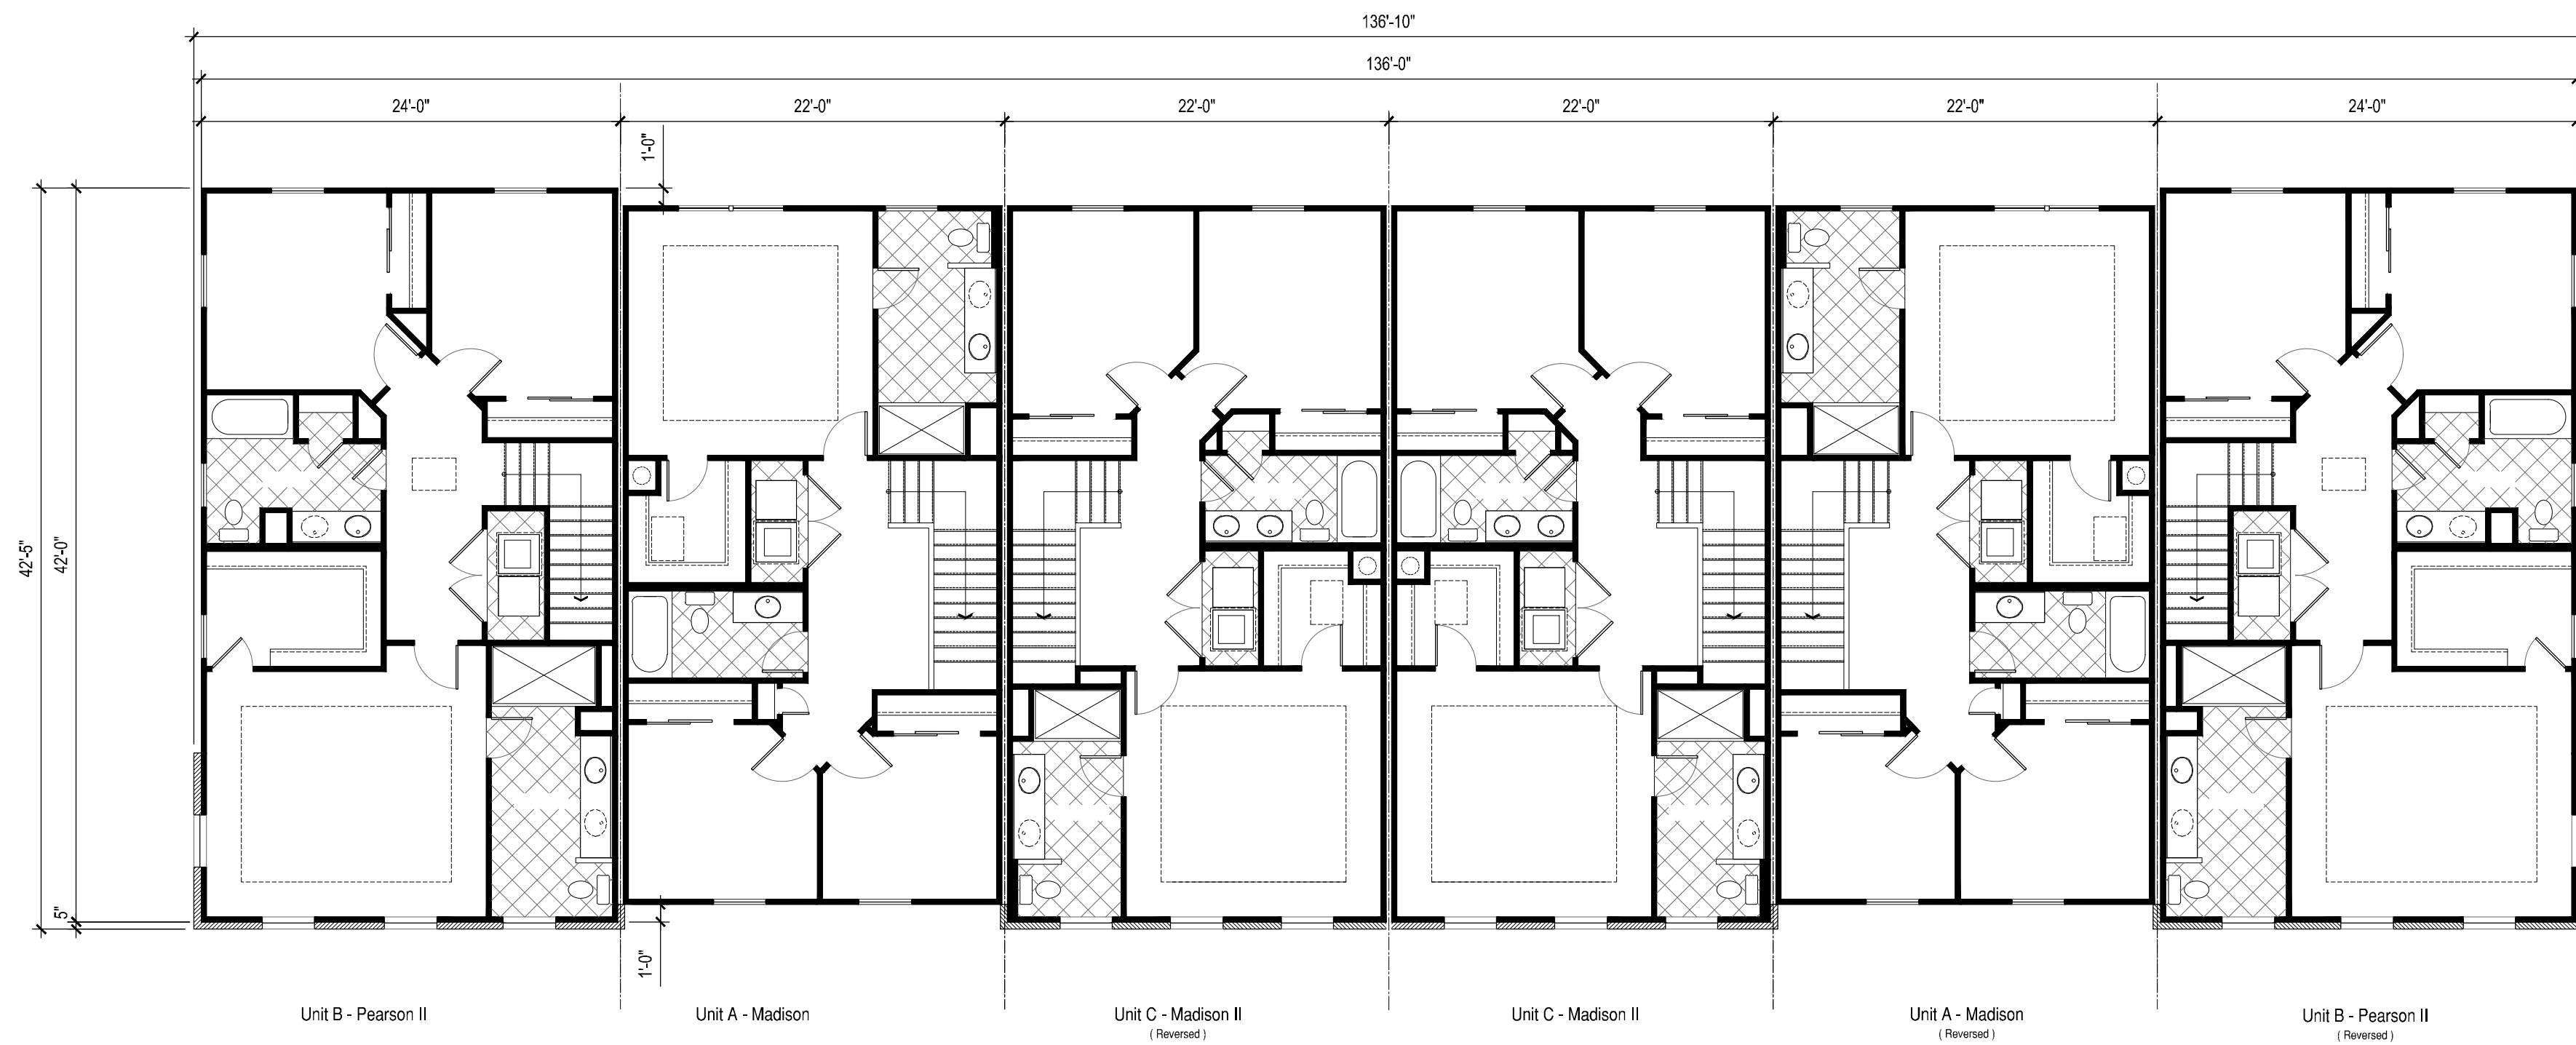 136'-10"
136'-0"
24'-0"
22'-0"
22'-0"
22'-0"
22'-0"
24'-0"
1'-0"
42'-5"
42'-0"
5"
1'-0"
Unit B - Pearson II
Unit A - Madison
Unit C - Madison II
( Reversed )
Unit C - Madison II
Unit A - Madison
( Reversed )
Unit B - Pearson II
( Reversed )